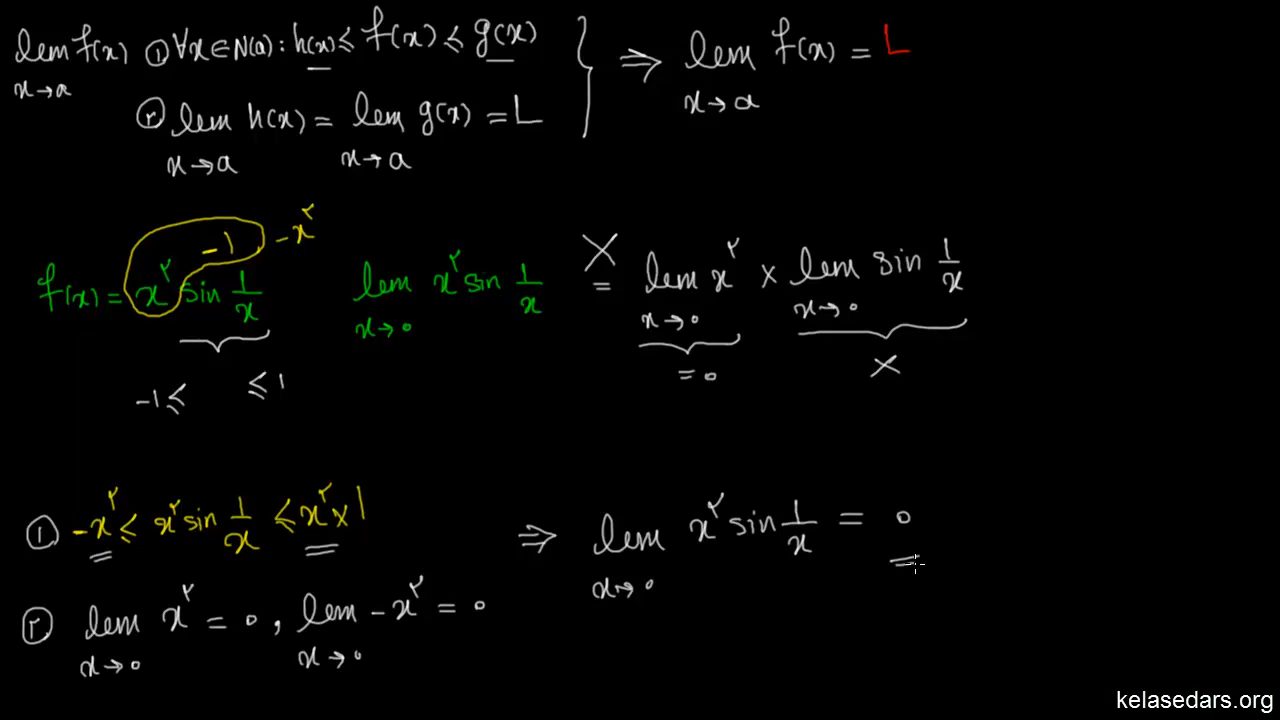 lim f(x) ① ∀x∈N(a): h(x) ≤ f(x) ≤ g(x) } ⇒ lim f(x) = L
x→a x→a
② lim h(x) = lim g(x) = L
x→a x→a
f(x) = x² sin 1/x -1 -x² lim x² sin 1/x = lim x² × lim sin 1/x
x→0 x→0 x→0
-1 ≤ ≤ 1 = 0 ×
① -x² ≤ x² sin 1/x ≤ x² × 1 ⇒ lim x² sin 1/x = 0
x→0
② lim x² = 0 , lim -x² = 0
x→0 x→0
kelasedars.org